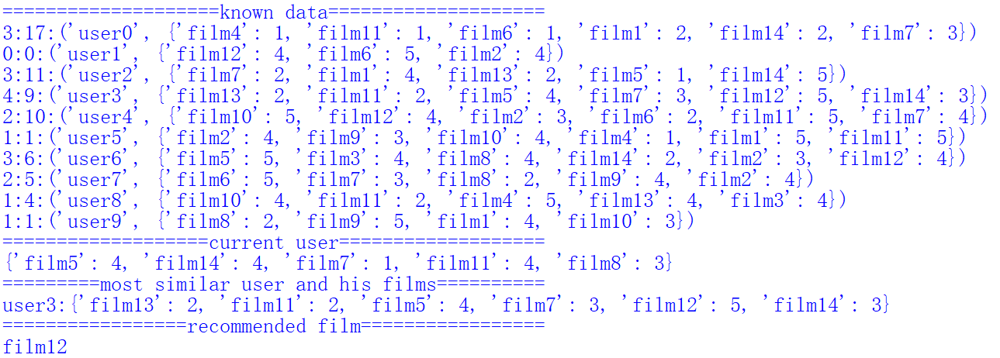 ====================known data====================
3:17:('user0', {'film4': 1, 'film11': 1, 'film6': 1, 'film1': 2, 'film14': 2, 'film7': 3})
0:0:('user1', {'film12': 4, 'film6': 5, 'film2': 4})
3:11:('user2', {'film7': 2, 'film1': 4, 'film13': 2, 'film5': 1, 'film14': 5})
4:9:('user3', {'film13': 2, 'film11': 2, 'film5': 4, 'film7': 3, 'film12': 5, 'film14': 3})
2:10:('user4', {'film10': 5, 'film12': 4, 'film2': 3, 'film6': 2, 'film11': 5, 'film7': 4})
1:1:('user5', {'film2': 4, 'film9': 3, 'film10': 4, 'film4': 1, 'film1': 5, 'film11': 5})
3:6:('user6', {'film5': 5, 'film3': 4, 'film8': 4, 'film14': 2, 'film2': 3, 'film12': 4})
2:5:('user7', {'film6': 5, 'film7': 3, 'film8': 2, 'film9': 4, 'film2': 4})
1:4:('user8', {'film10': 4, 'film11': 2, 'film4': 5, 'film13': 4, 'film3': 4})
1:1:('user9', {'film8': 2, 'film9': 5, 'film1': 4, 'film10': 3})
===================current user===================
{'film5': 4, 'film14': 4, 'film7': 1, 'film11': 4, 'film8': 3}
=========most similar user and his films==========
user3:{'film13': 2, 'film11': 2, 'film5': 4, 'film7': 3, 'film12': 5, 'film14': 3}
=================recommended film=================
film12